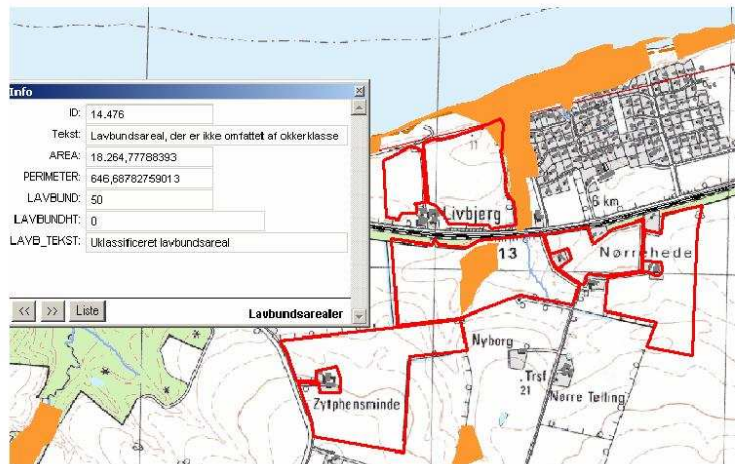 Info
ID: 14.476
Tekst: Lavbundsareal, der er ikke omfattet af okkerklasse
AREA: 18.264,77788393
PERIMETER: 646,68782759013
LAVBUND: 50
LAVBUNDHT: 0
LAVB_TEKST: Uklassificeret lavbundsareal
<< >> Liste Lavbundsarealer
11
Livbjerg
6 km
13
Nørrehede
Nyborg
Trsf
21
Nørre Telling
Zytphensminde